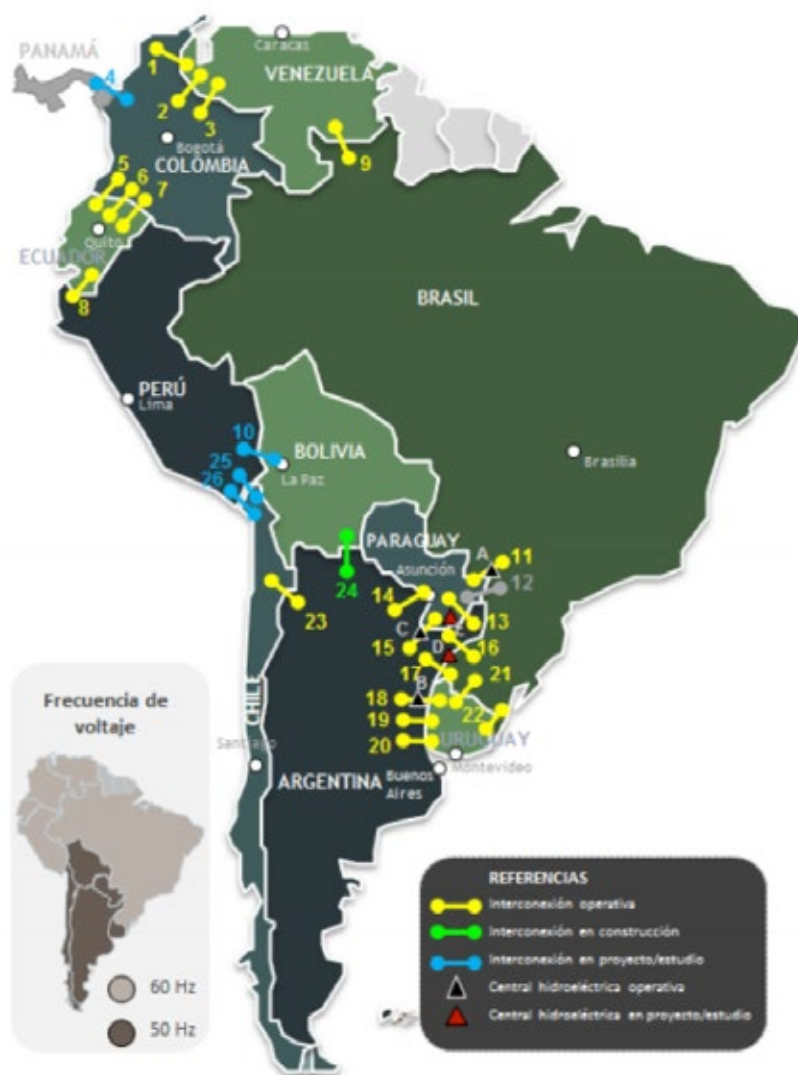 Caracas
PANAMÁ
1
4
VENEZUELA
2
3
Bogotá
COLOMBIA
9
5
6
7
Quito
ECUADOR
8
BRASIL
PERÚ
Lima
10
BOLIVIA
La Paz
25
26
Brasilia
PARAGUAY
A
11
Asunción
12
24
14
23
C
E
13
15
D
16
17
21
B
18
22
19
URUGUAY
20
CHILE
Santiago
Montevideo
ARGENTINA
Buenos
Aires
Frecuencia de
voltaje
60 Hz
50 Hz
REFERENCIAS
Interconexión operativa
Interconexión en construcción
Interconexión en proyecto/estudio
Central hidroeléctrica operativa
Central hidroeléctrica en proyecto/estudio